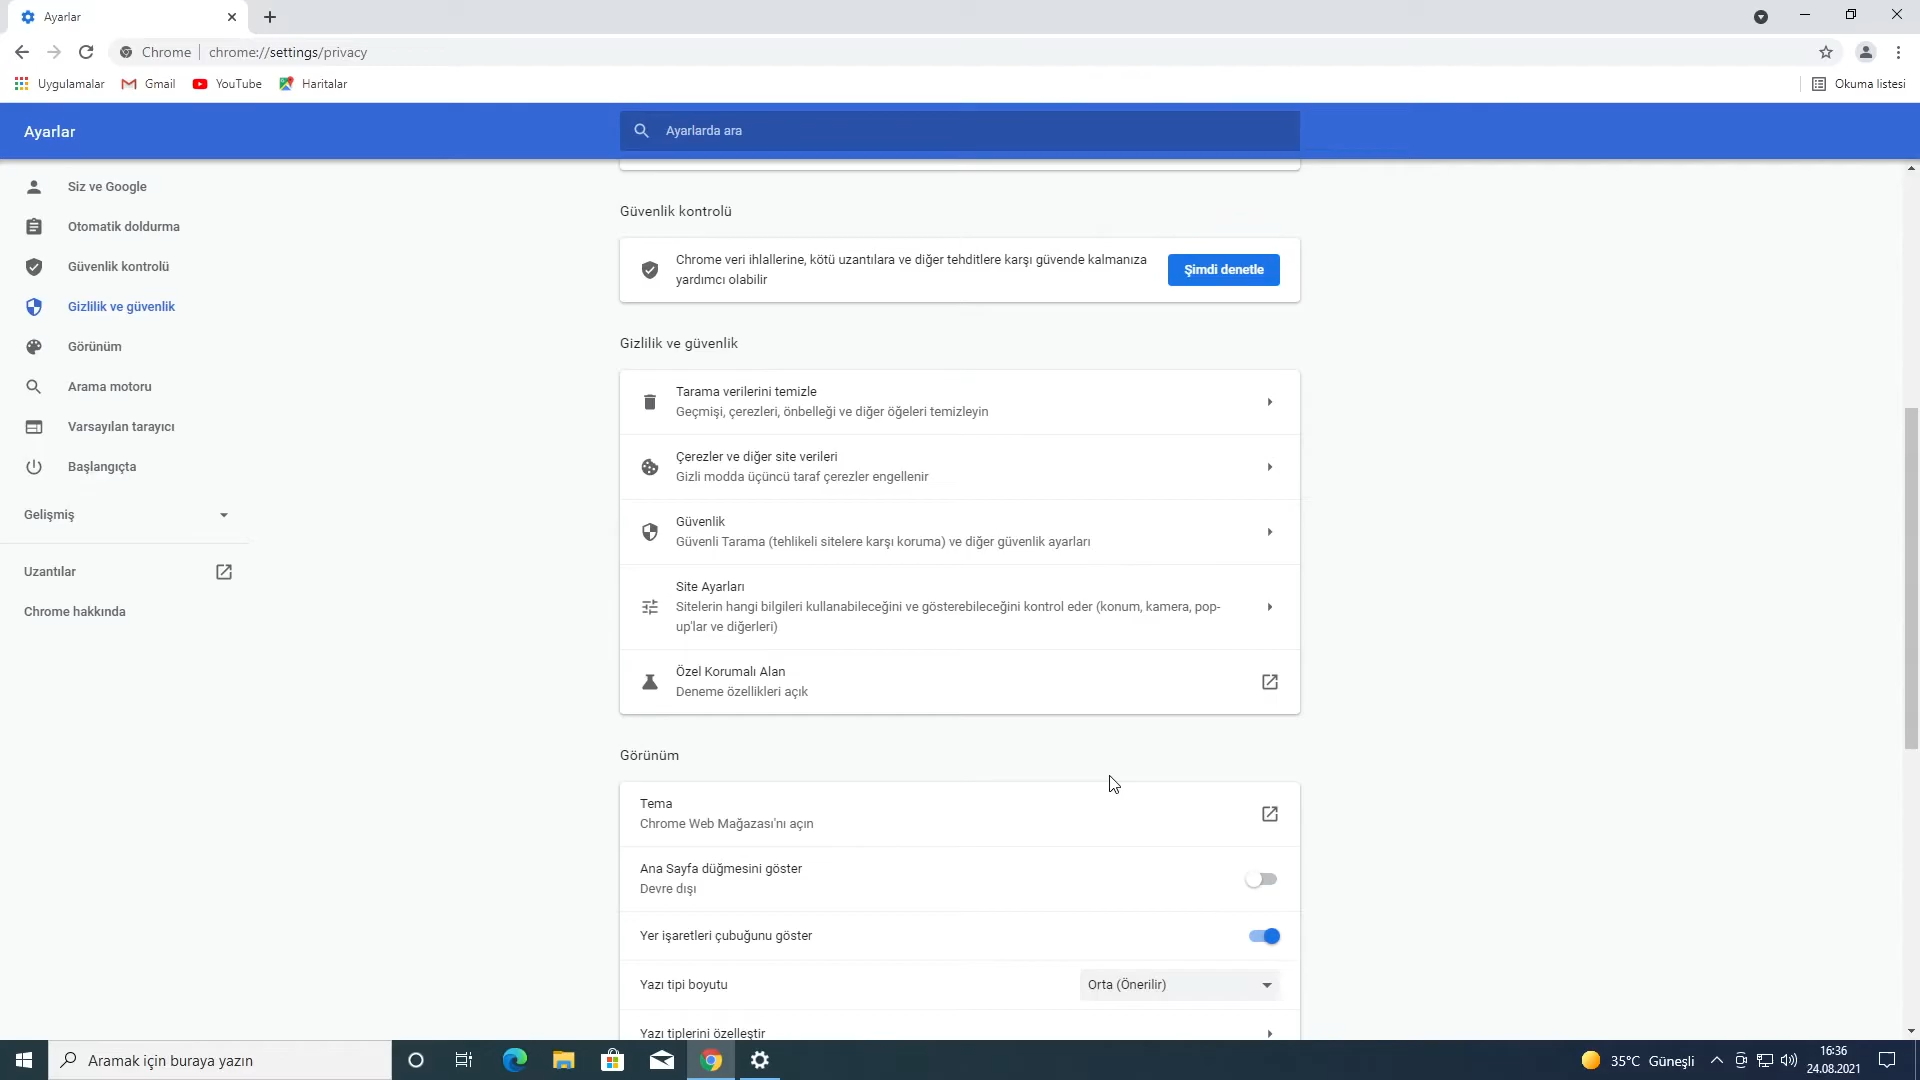 Ayarlar
Chrome
chrome://settings/privacy
Uygulamalar
Gmail
YouTube
Haritalar
Okuma listesi
Ayarlar
Ayarlarda ara
Siz ve Google
Otomatik doldurma
Güvenlik kontrolü
Gizlilik ve güvenlik
Görünüm
Arama motoru
Varsayılan tarayıcı
Başlangıçta
Gelişmiş
Uzantılar
Chrome hakkında
Güvenlik kontrolü
Chrome veri ihlallerine, kötü uzantılara ve diğer tehditlere karşı güvende kalmanıza
yardımcı olabilir
Şimdi denetle
Gizlilik ve güvenlik
Tarama verilerini temizle
Geçmişi, çerezleri, önbelleği ve diğer öğeleri temizleyin
Çerezler ve diğer site verileri
Gizli modda üçüncü taraf çerezler engellenir
Güvenlik
Güvenli Tarama (tehlikeli sitelere karşı koruma) ve diğer güvenlik ayarları
Site Ayarları
Sitelerin hangi bilgileri kullanabileceğini ve gösterebileceğini kontrol eder (konum, kamera, pop-
up'lar ve diğerleri)
Özel Korumalı Alan
Deneme özellikleri açık
Görünüm
Tema
Chrome Web Mağazası'nı açın
Ana Sayfa düğmesini göster
Devre dışı
Yer işaretleri çubuğunu göster
Yazı tipi boyutu
Orta (Önerilir)
Yazı tiplerini özelleştir
Aramak için buraya yazın
35°C Güneşli
16:36
24.08.2021